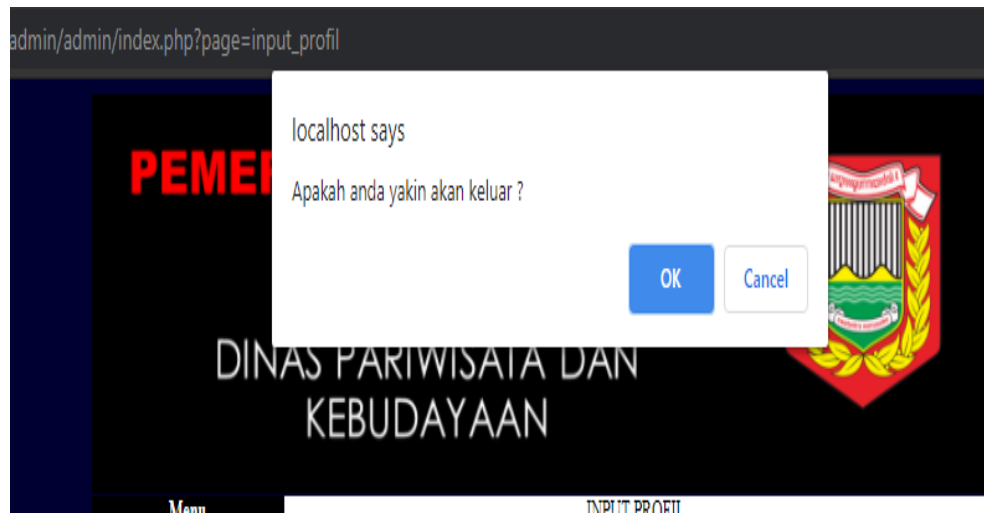 admin/admin/index.php?page=input_profil
localhost says
Apakah anda yakin akan keluar ?
OK
Cancel
DINAS PARIWISATA DAN
KEBUDAYAAN
Menu
INPUT PROFIL